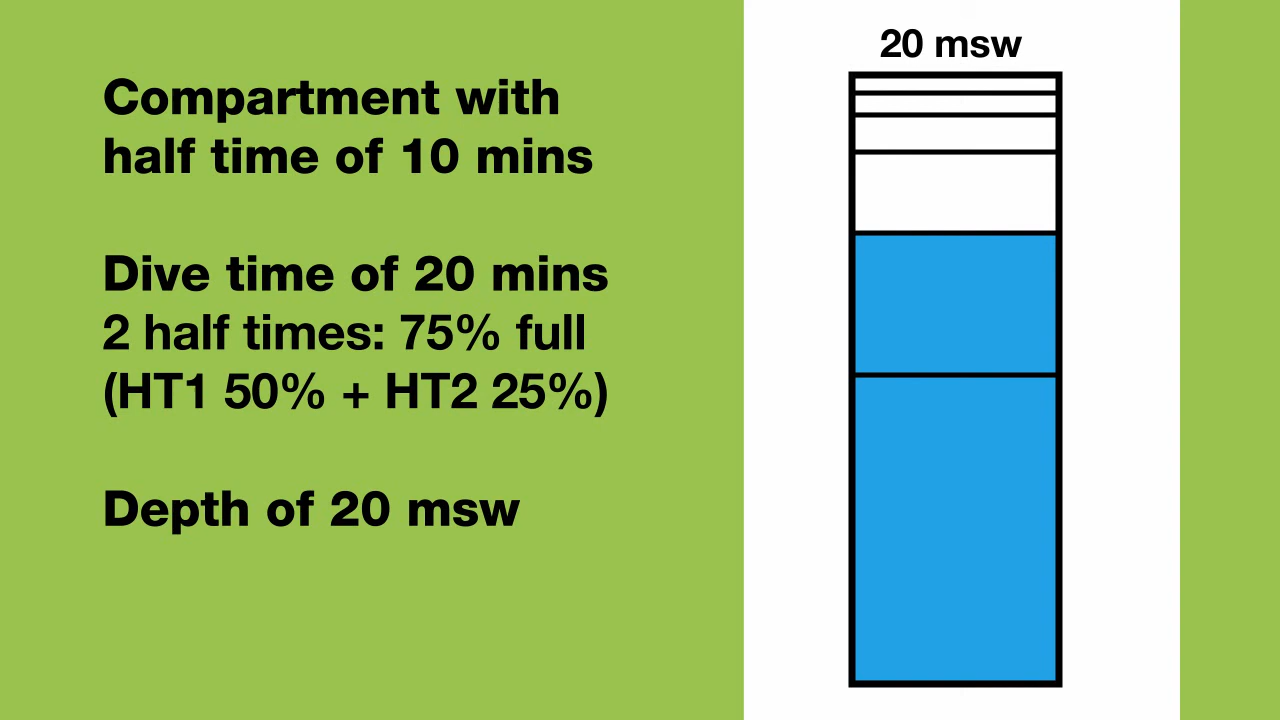 Compartment with
half time of 10 mins
Dive time of 20 mins
2 half times: 75% full
(HT1 50% + HT2 25%)
Depth of 20 msw
20 msw